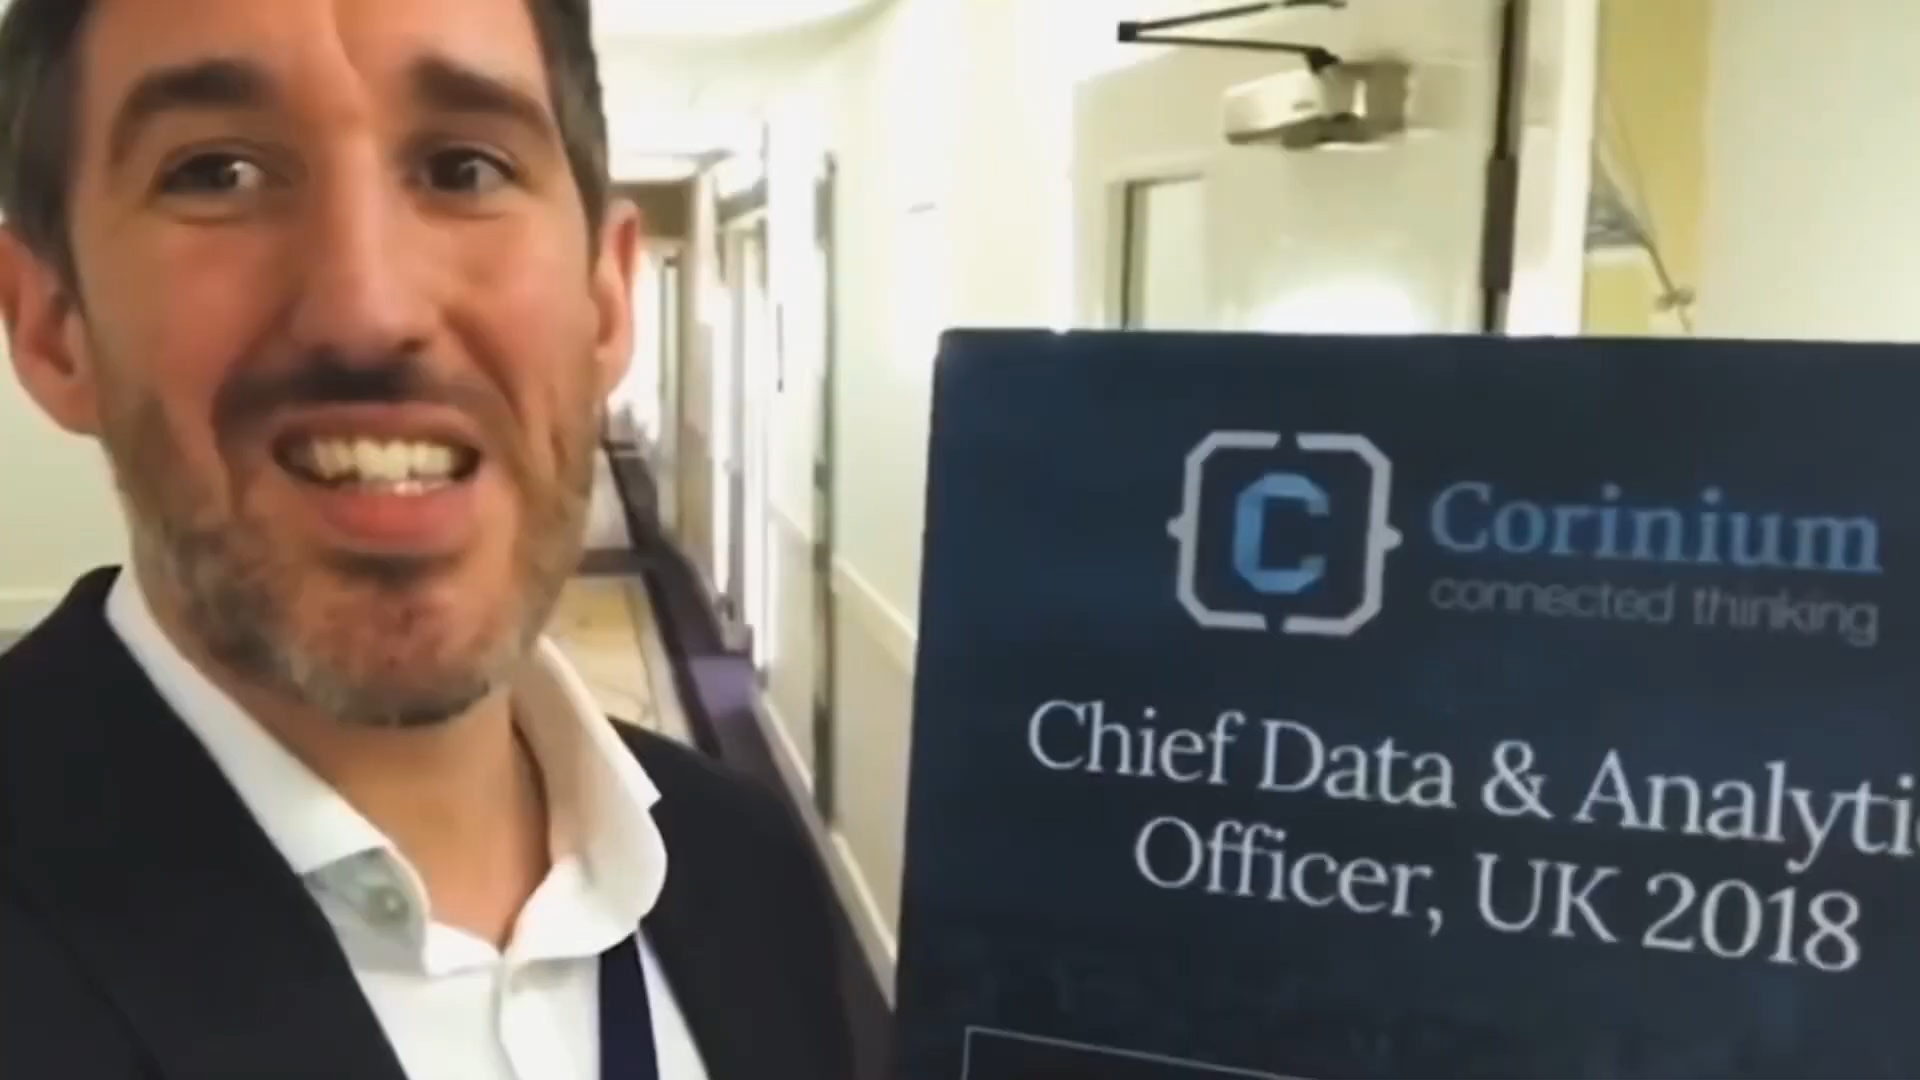 C
Corinium
connected thinking
Chief Data & Analytic
Officer, UK 2018